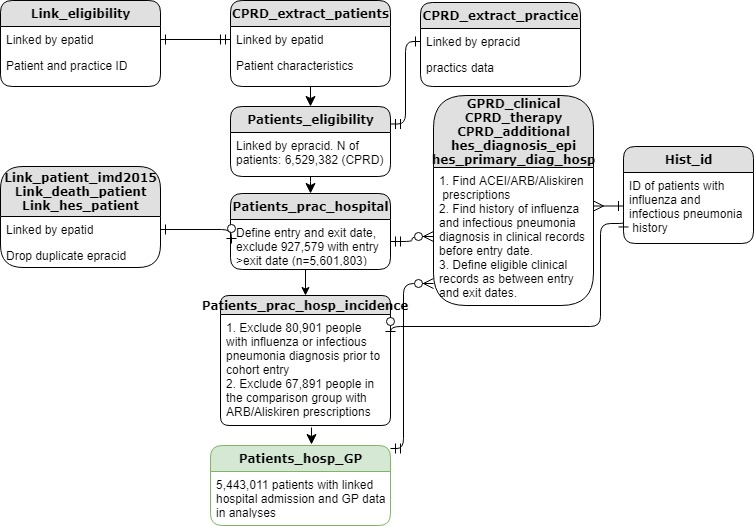 Link_eligibility
Linked by epatid
Patient and practice ID
CPRD_extract_patients
Linked by epatid
Patient characteristics
CPRD_extract_practice
Linked by epracid
practics data
Patients_eligibility
Linked by epracid. N of
patients: 6,529,382 (CPRD)
GPRD_clinical
CPRD_therapy
CPRD_additional
hes_diagnosis_epi
hes_primary_diag_hosp
1. Find ACEI/ARB/Aliskiren
prescriptions
2. Find history of influenza
and infectious pneumonia
diagnosis in clinical records
before entry date.
3. Define eligible clinical
records as between entry
and exit dates.
Hist_id
ID of patients with
influenza and
infectious pneumonia
history
Link_patient_imd2015
Link_death_patient
Link_hes_patient
Linked by epatid
Drop duplicate epracid
Patients_prac_hospital
Define entry and exit date,
exclude 927,579 with entry
>exit date (n=5,601,803)
Patients_prac_hosp_incidence
1. Exclude 80,901 people
with influenza or infectious
pneumonia diagnosis prior to
cohort entry
2. Exclude 67,891 people in
the comparison group with
ARB/Aliskiren prescriptions
Patients_hosp_GP
5,443,011 patients with linked
hospital admission and GP data
in analyses